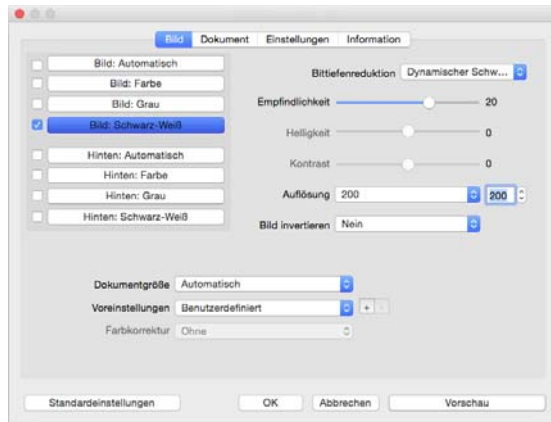 Bild Dokument Einstellungen Information
Bild: Automatisch
Bild: Farbe
Bild: Grau
Bild: Schwarz-Weiß
Hinten: Automatisch
Hinten: Farbe
Hinten: Grau
Hinten: Schwarz-Weiß
Bittiefenreduktion Dynamischer Schw...
Empfindlichkeit 20
Helligkeit 0
Kontrast 0
Auflösung 200 200
Bild invertieren Nein
Dokumentgröße Automatisch
Voreinstellungen Benutzerdefiniert + -
Farbkorrektur Ohne
Standardeinstellungen OK Abbrechen Vorschau